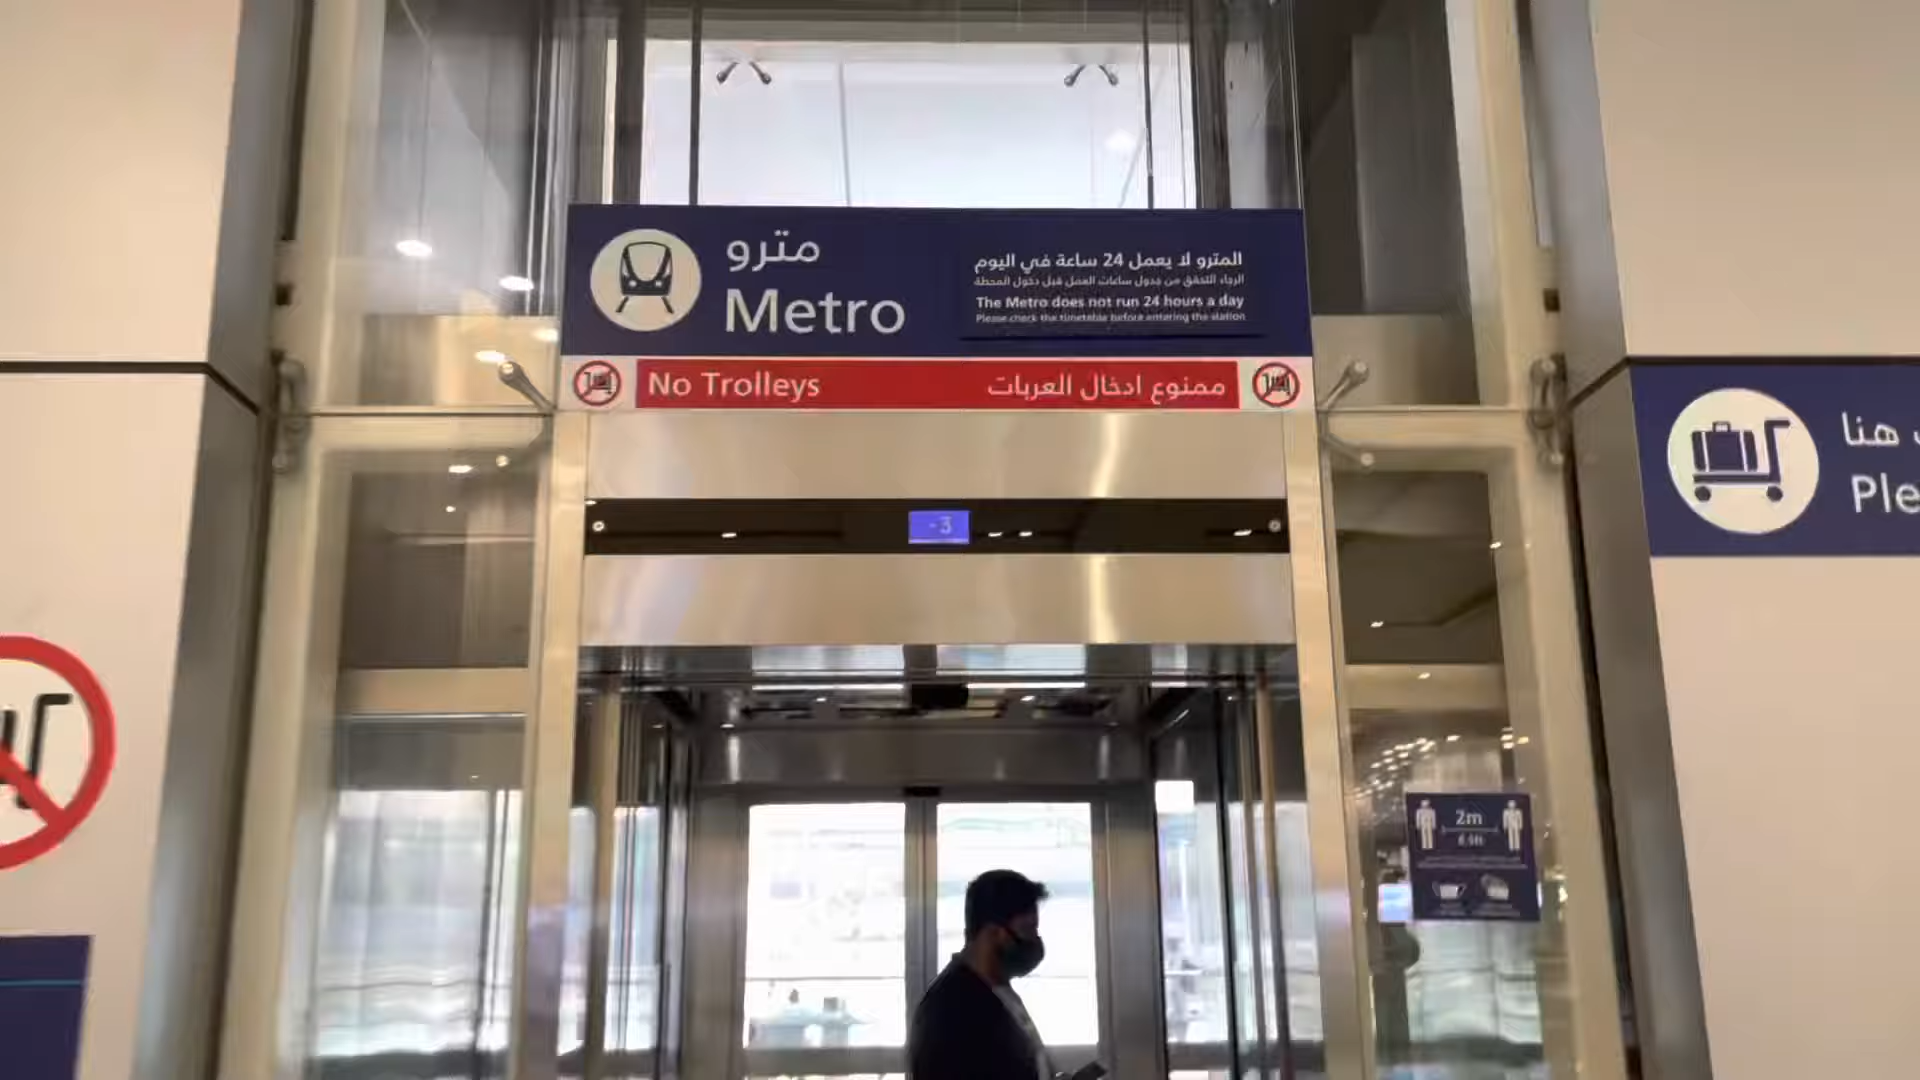 مترو
Metro
المترو لا يعمل 24 ساعة في اليوم
الرجاء التحقق من جدول ساعات العمل قبل دخول المحطة
The Metro does not run 24 hours a day
Please check the timetable before entering the station
No Trolleys
ممنوع ادخال العربات
-3
هنا
Ple
2m